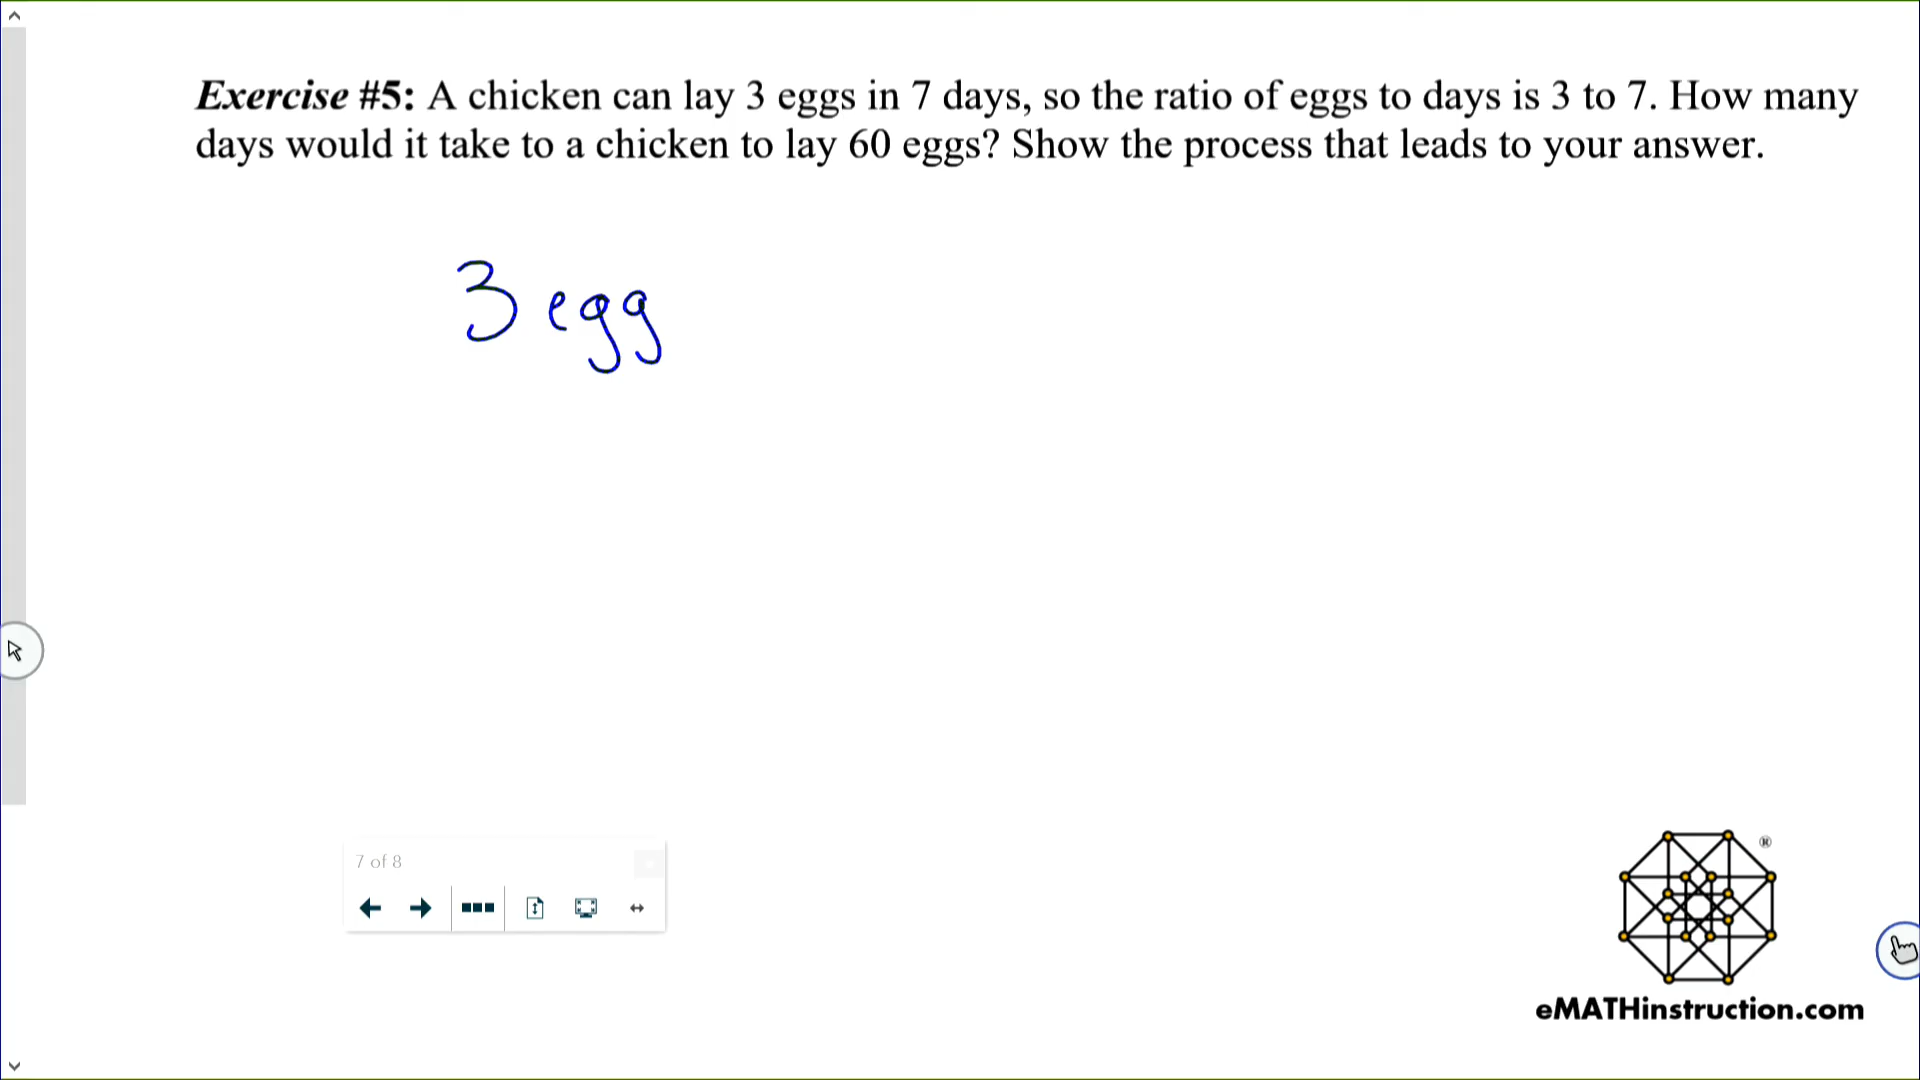 Exercise #5: A chicken can lay 3 eggs in 7 days, so the ratio of eggs to days is 3 to 7. How many
days would it take to a chicken to lay 60 eggs? Show the process that leads to your answer.
3 egg
7 of 8
®
eMATHinstruction.com